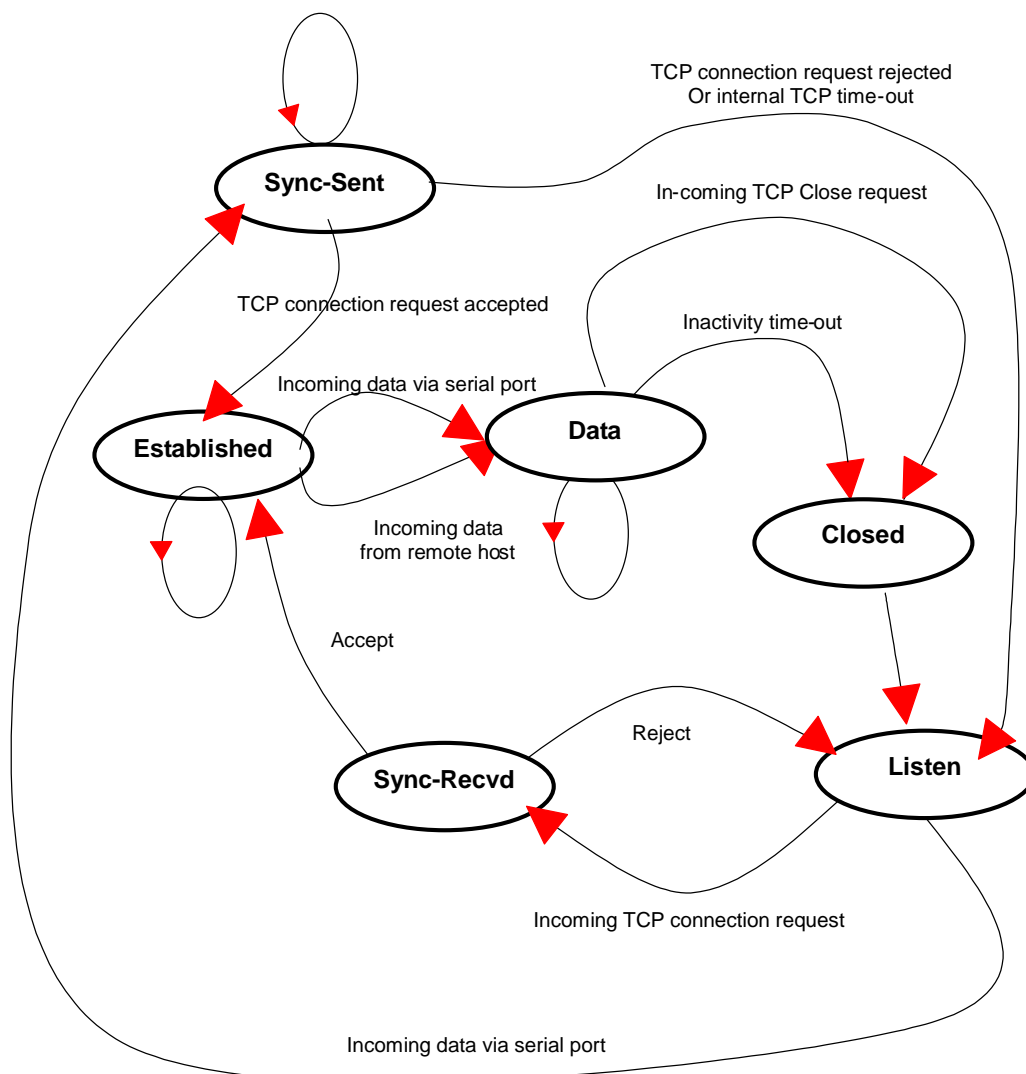 TCP connection request rejected
Or internal TCP time-out
Sync-Sent
In-coming TCP Close request
TCP connection request accepted
Inactivity time-out
Incoming data via serial port
Data
Established
Incoming data
from remote host
Closed
Accept
Reject
Listen
Sync-Recvd
Incoming TCP connection request
Incoming data via serial port